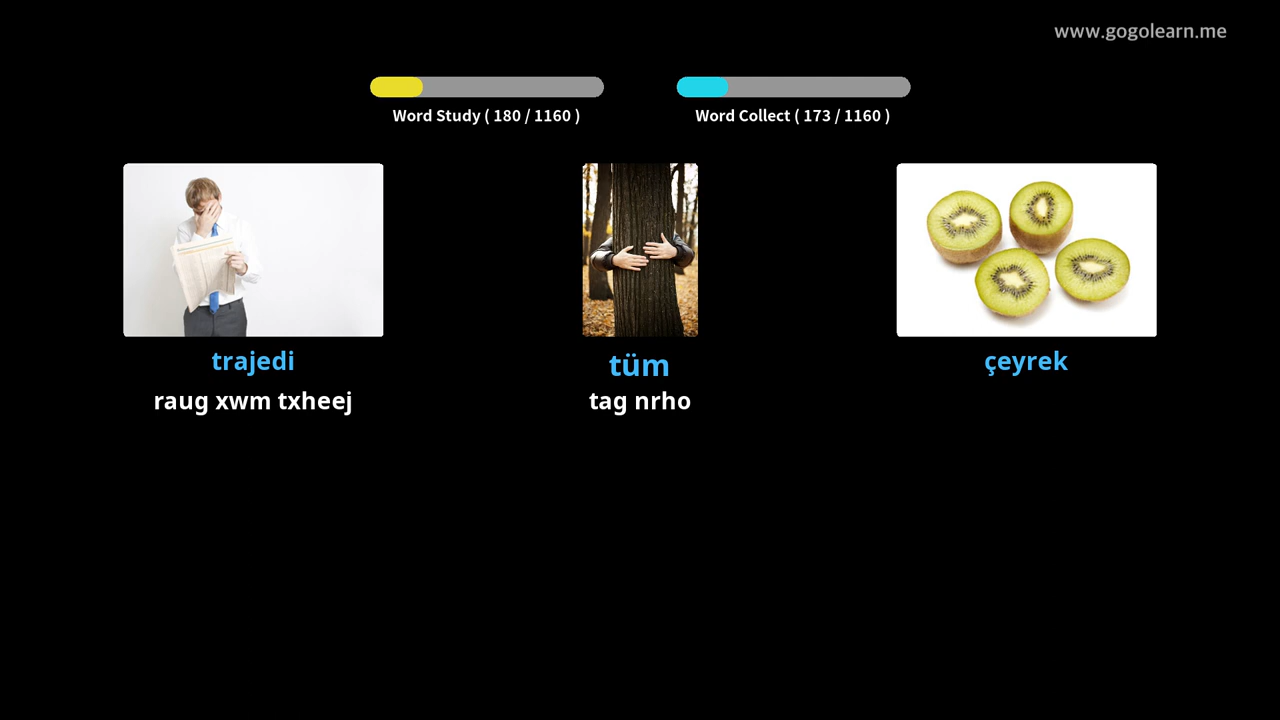 www.gogolearn.me
Word Study ( 180 / 1160 )
Word Collect ( 173 / 1160 )
trajedi
raug xwm txheej
tüm
tag nrho
çeyrek